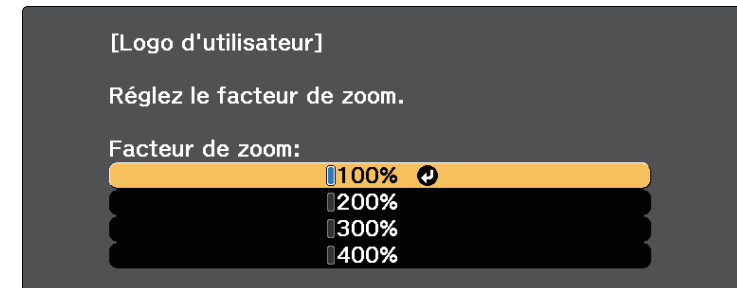 [Logo d'utilisateur]
Réglez le facteur de zoom.
Facteur de zoom:
100%
200%
300%
400%